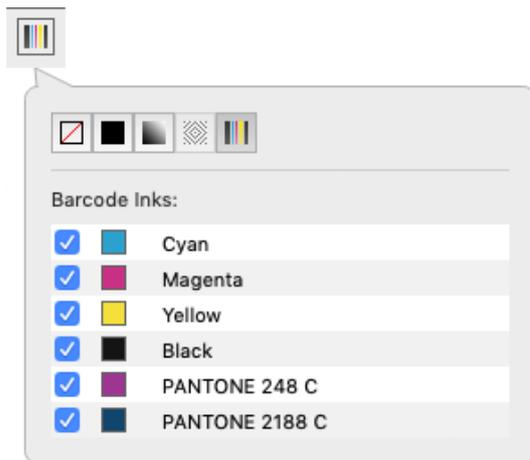 Barcode Inks:
Cyan
Magenta
Yellow
Black
PANTONE 248 C
PANTONE 2188 C